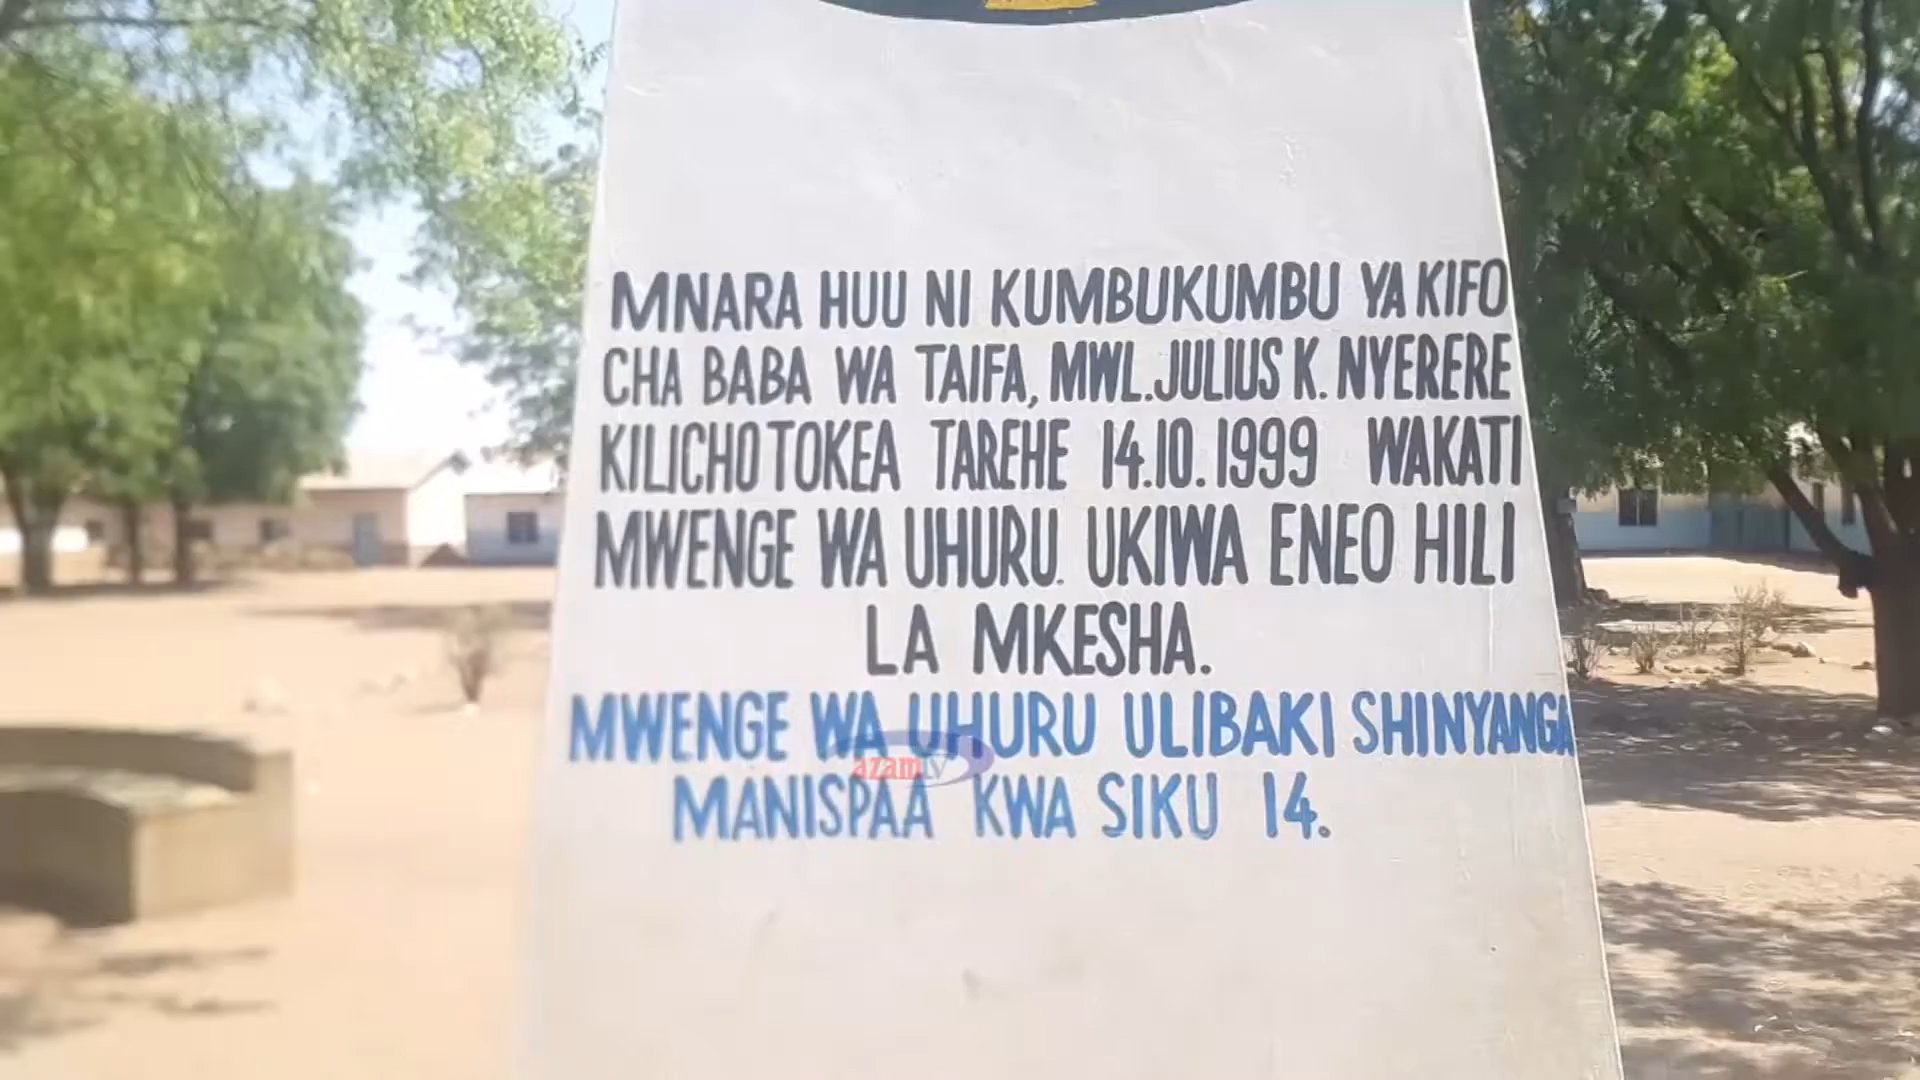 MNARA HUU NI KUMBUKUMBU YA KIFO
CHA BABA WA TAIFA, MWL. JULIUS K. NYERERE
KILICHOTOKEA TAREHE 14.10.1999 WAKATI
MWENGE WA UHURU. UKIWA ENEO HILI
LA MKESHA.
MWENGE WA UHURU ULIBAKI SHINYANGA
azamtv
MANISPAA KWA SIKU 14.